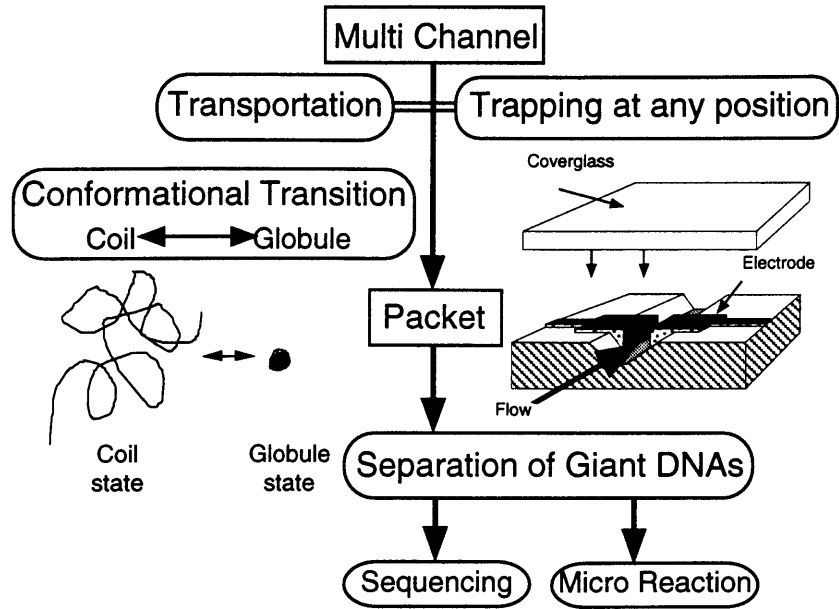 Multi Channel
Transportation
Trapping at any position
Conformational Transition
Coil Globule
Coverglass
Electrode
Packet
Flow
Coil
state
Globule
state
Separation of Giant DNAs
Sequencing
Micro Reaction